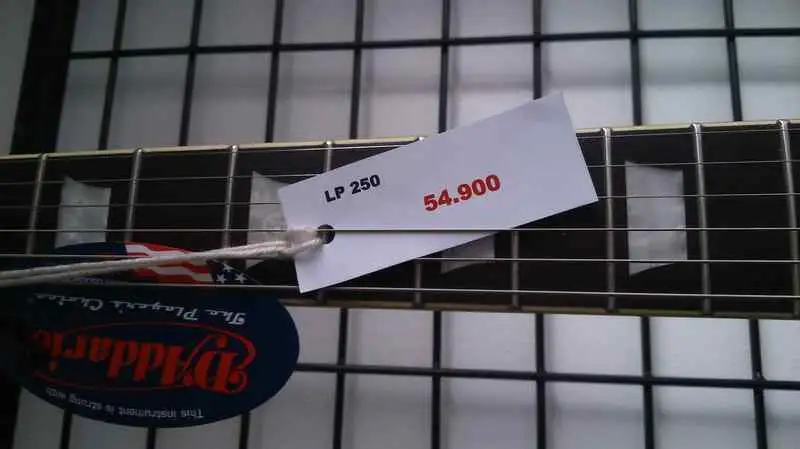 LP 250
54.900
The Player's Choice
D'Addario
This instrument is strung with